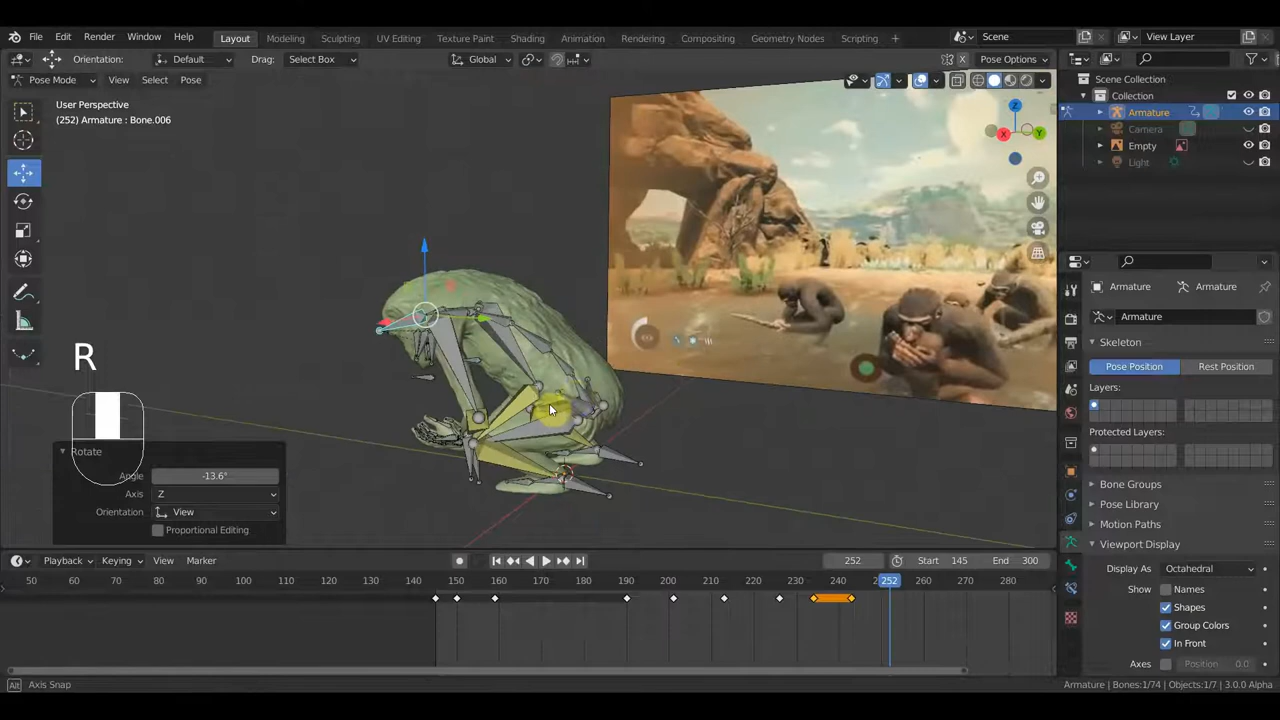 File Edit Render Window Help Layout Modeling Sculpting UV Editing Texture Paint Shading Animation Rendering Compositing Geometry Nodes Scripting + Scene View Layer
Orientation: Default Drag: Select Box Global Pose Options
Pose Mode View Select Pose
User Perspective
(252) Armature : Bone.006
Z
X
Y
Scene Collection
Collection
Armature
Camera
Empty
Light
Armature Armature
Armature
Skeleton
Pose Position Rest Position
Layers:
Protected Layers:
Bone Groups
Pose Library
Motion Paths
Viewport Display
Display As Octahedral
Names
Shapes
Group Colors
In Front
Axes Position 0.0
R
Rotate
Angle -13.6°
Axis Z
Orientation View
Proportional Editing
Playback Keying View Marker 252 Start 145 End 300
50 60 70 80 90 100 110 120 130 140 150 160 170 180 190 200 210 220 230 240 252 260 270 280
Alt Axis Snap
Armature | Bones:1/74 | Objects:1/7 | 3.0.0 Alpha